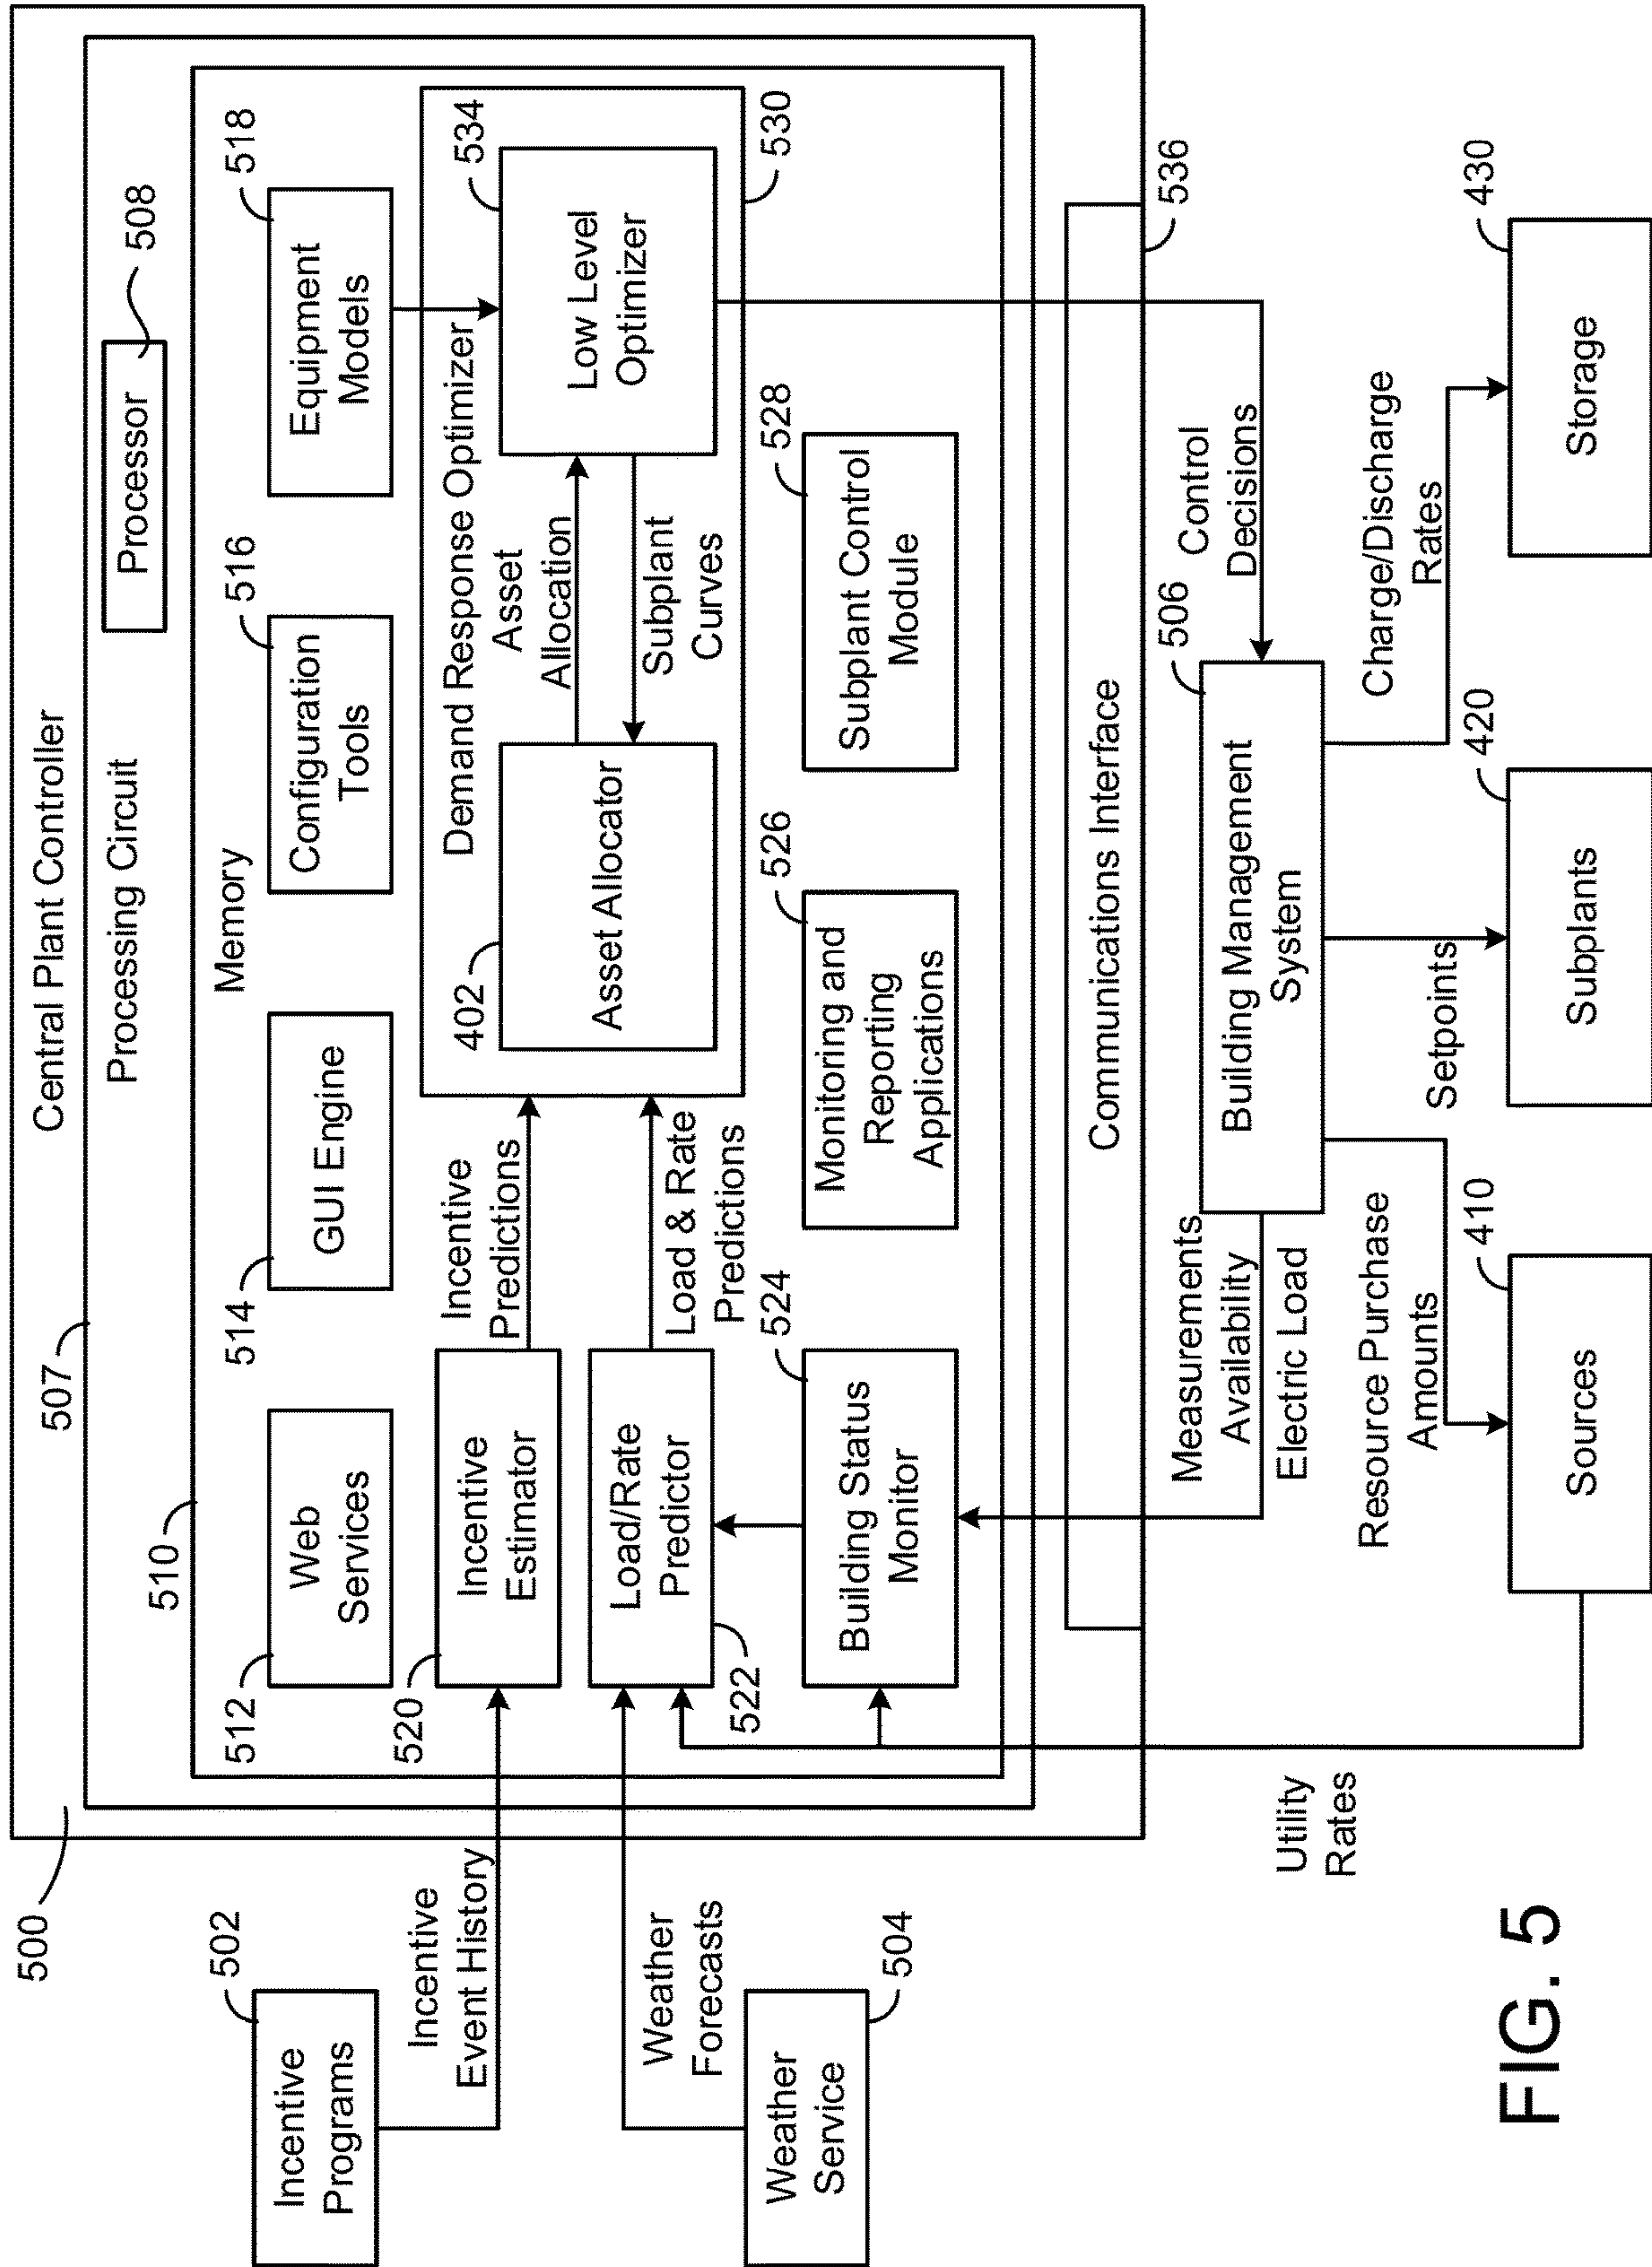 500
Central Plant Controller
507
Processing Circuit
Processor
508
510
Memory
512
Web
Services
514
GUI Engine
516
Configuration
Tools
518
Equipment
Models
502
Incentive
Programs
Incentive
Event History
520
Incentive
Estimator
Incentive
Predictions
Demand Response Optimizer
402
Asset Allocator
Asset
Allocation
Subplant
Curves
534
Low Level
Optimizer
530
Weather
Forecasts
Weather
Service
504
Load/Rate
Predictor
522
Load & Rate
Predictions
524
Building Status
Monitor
526
Monitoring and
Reporting
Applications
528
Subplant Control
Module
Communications Interface
536
Utility
Rates
Measurements
Availability
Electric Load
506
Building Management
System
Control
Decisions
Resource Purchase
Amounts
Setpoints
Charge/Discharge
Rates
410
Sources
420
Subplants
430
Storage
FIG. 5